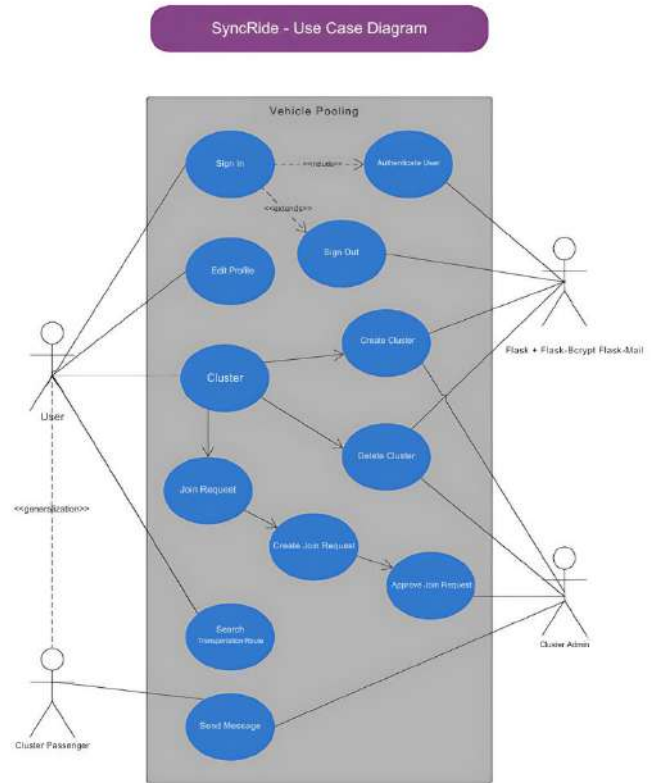 SyncRide - Use Case Diagram
Vehicle Pooling
Sign In
<<include>>
Authenticate User
<<extends>>
Sign Out
Edit Profile
Flask + Flask-Bcrypt Flask-Mail
Create Cluster
Cluster
User
Delete Cluster
Join Request
<<generalization>>
Create Join Request
Approve Join Request
Search
Transportation Route
Cluster Admin
Send Message
Cluster Passenger